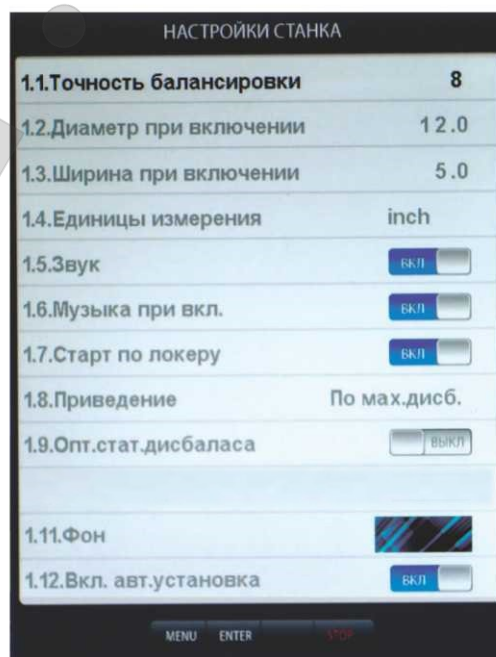 НАСТРОЙКИ СТАНКА
1.1.Точность балансировки 8
1.2.Диаметр при включении 12.0
1.3.Ширина при включении 5.0
1.4.Единицы измерения inch
1.5.Звук ВКЛ
1.6.Музыка при вкл. ВКЛ
1.7.Старт по локеру ВКЛ
1.8.Приведение По мах.дисб.
1.9.Опт.стат.дисбаласа ВЫКЛ
1.11.Фон
1.12.Вкл. авт.установка ВКЛ
MENU ENTER STOP